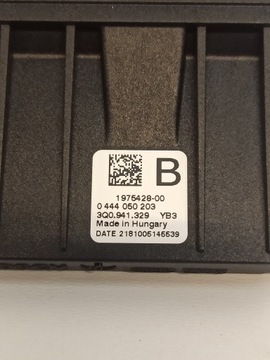 B
1975428-00
0 444 050 203
3Q0.941.329 YB3
Made in Hungary
DATE 2181006145539